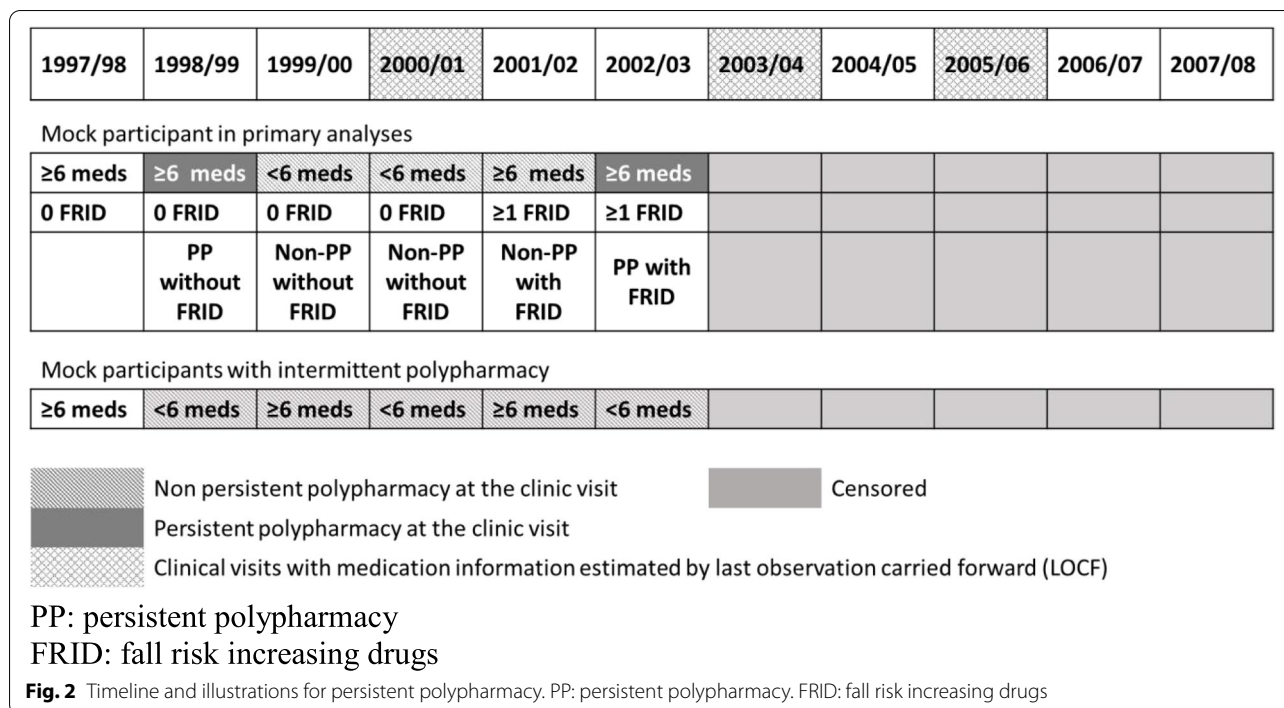 1997/98 1998/99 1999/00 2000/01 2001/02 2002/03 2003/04 2004/05 2005/06 2006/07 2007/08
Mock participant in primary analyses
≥6 meds ≥6 meds <6 meds <6 meds ≥6 meds ≥6 meds
0 FRID 0 FRID 0 FRID 0 FRID ≥1 FRID ≥1 FRID
PP without FRID Non-PP without FRID Non-PP without FRID Non-PP with FRID PP with FRID
Mock participants with intermittent polypharmacy
≥6 meds <6 meds ≥6 meds <6 meds ≥6 meds <6 meds
Non persistent polypharmacy at the clinic visit Censored
Persistent polypharmacy at the clinic visit
Clinical visits with medication information estimated by last observation carried forward (LOCF)
PP: persistent polypharmacy
FRID: fall risk increasing drugs
Fig. 2 Timeline and illustrations for persistent polypharmacy. PP: persistent polypharmacy. FRID: fall risk increasing drugs